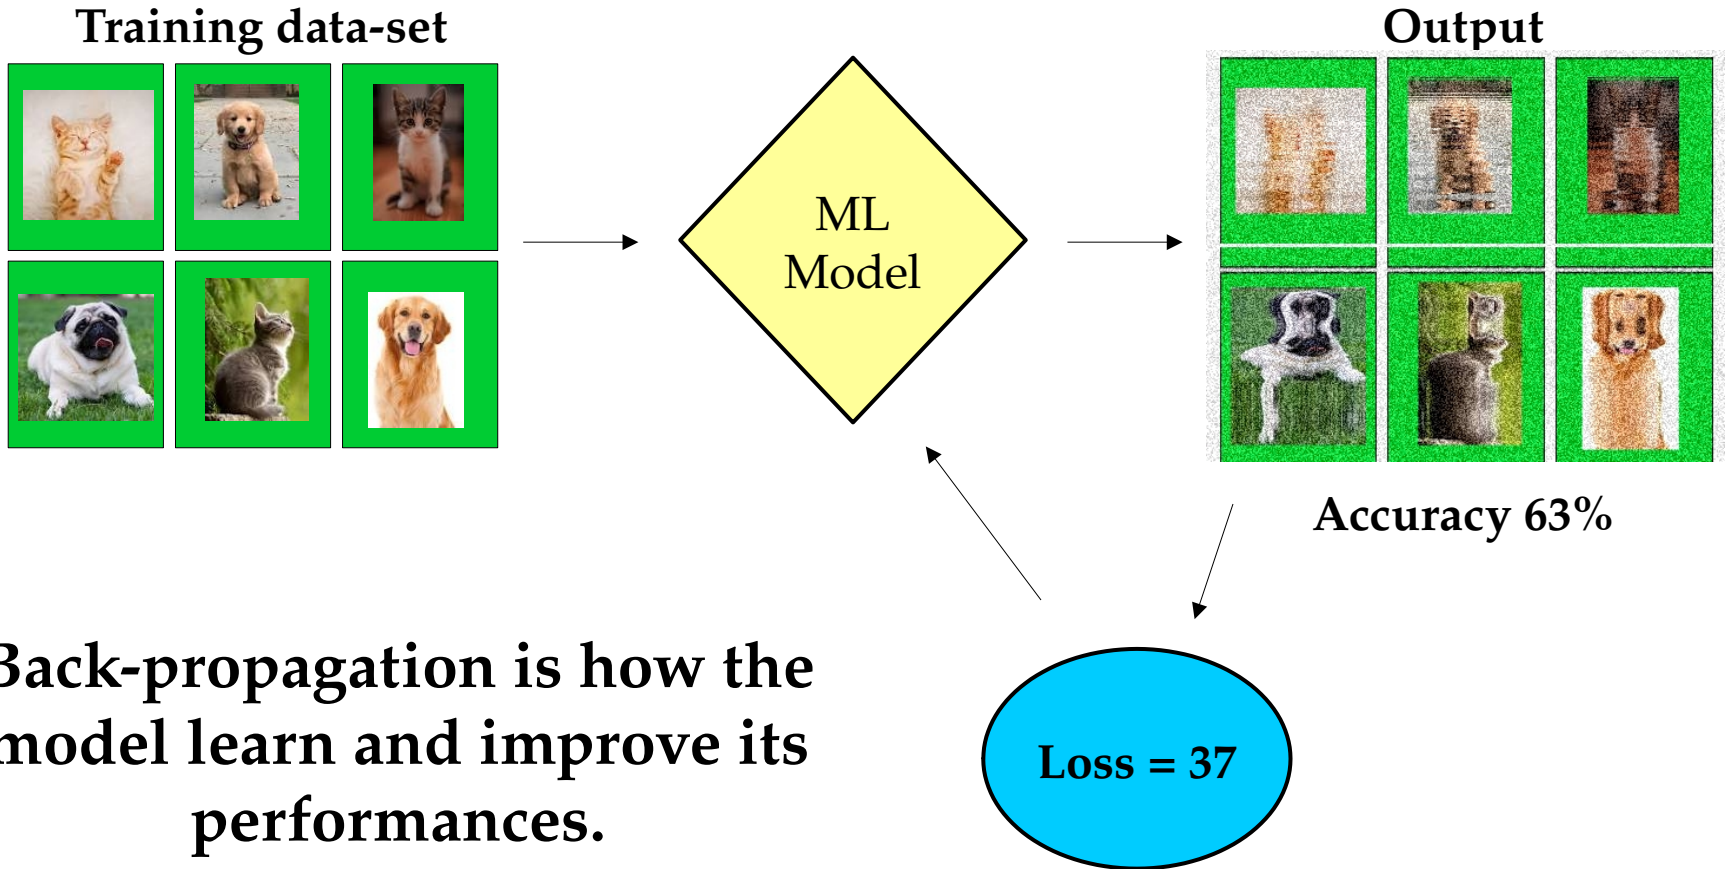 Training data-set
Output
ML
Model
Accuracy 63%
Back-propagation is how the
model learn and improve its
performances.
Loss = 37